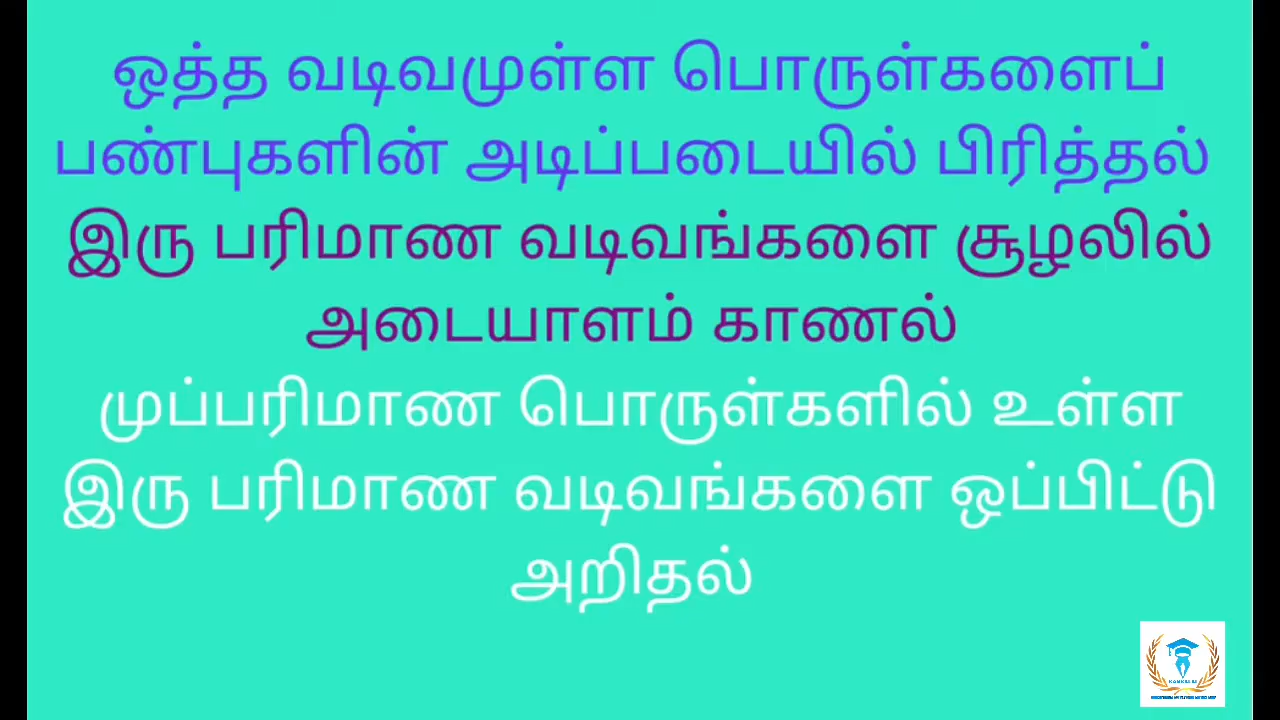 ஒத்த வடிவமுள்ள பொருள்களைப்
பண்புகளின் அடிப்படையில் பிரித்தல்
இரு பரிமாண வடிவங்களை சூழலில்
அடையாளம் காணல்
முப்பரிமாண பொருள்களில் உள்ள
இரு பரிமாண வடிவங்களை ஒப்பிட்டு
அறிதல்